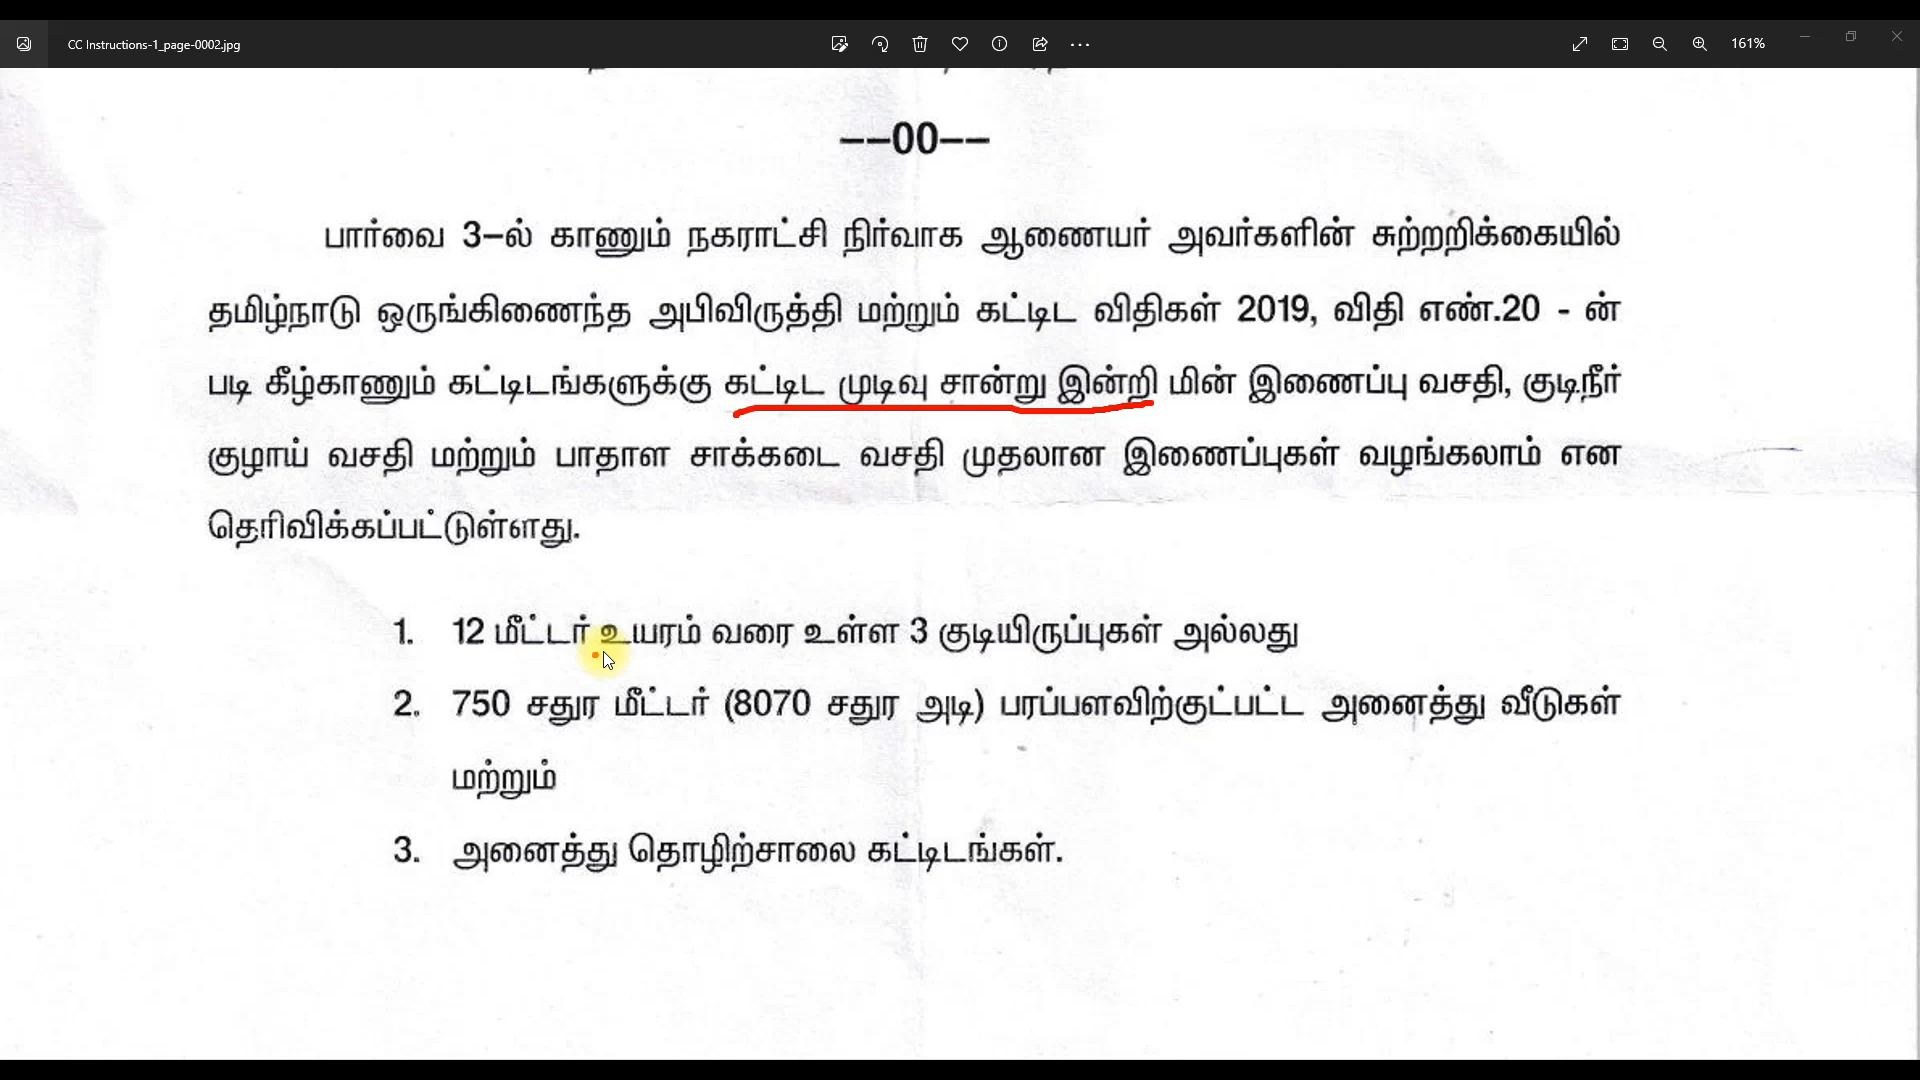 CC Instructions-1_page-0002.jpg
161%
––00––
பார்வை 3–ல் காணும் நகராட்சி நிர்வாக ஆணையர் அவர்களின் சுற்றறிக்கையில்
தமிழ்நாடு ஒருங்கிணைந்த அபிவிருத்தி மற்றும் கட்டிட விதிகள் 2019, விதி எண்.20 - ன்
படி கீழ்காணும் கட்டிடங்களுக்கு கட்டிட முடிவு சான்று இன்றி மின் இணைப்பு வசதி, குடிநீர்
குழாய் வசதி மற்றும் பாதாள சாக்கடை வசதி முதலான இணைப்புகள் வழங்கலாம் என
தெரிவிக்கப்பட்டுள்ளது.
1. 12 மீட்டர் உயரம் வரை உள்ள 3 குடியிருப்புகள் அல்லது
2. 750 சதுர மீட்டர் (8070 சதுர அடி) பரப்பளவிற்குட்பட்ட அனைத்து வீடுகள்
மற்றும்
3. அனைத்து தொழிற்சாலை கட்டிடங்கள்.